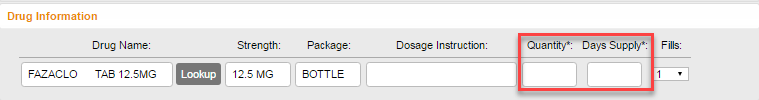 Drug Information
Drug Name: Strength: Package: Dosage Instruction: Quantity*: Days Supply*: Fills:
FAZACLO TAB 12.5MG Lookup 12.5 MG BOTTLE 1